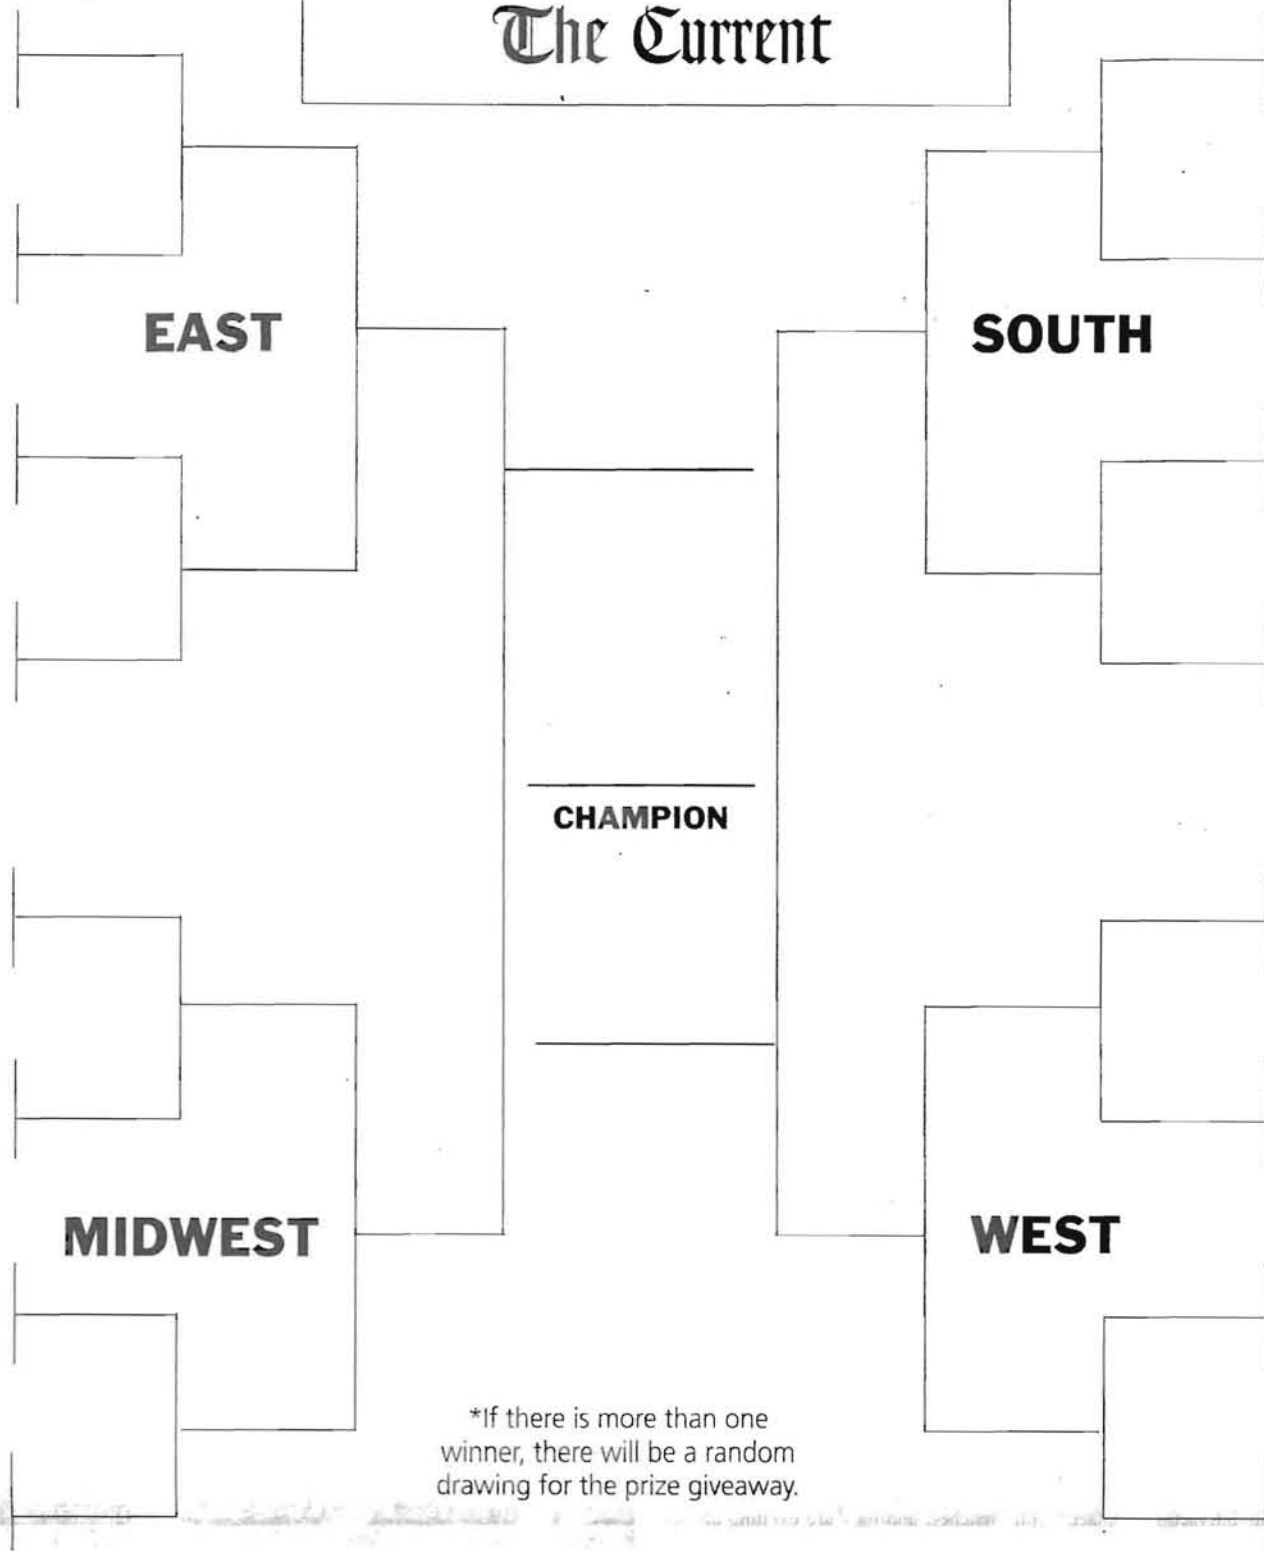 The Current
EAST
SOUTH
CHAMPION
MIDWEST
WEST
*If there is more than one
winner, there will be a random
drawing for the prize giveaway.